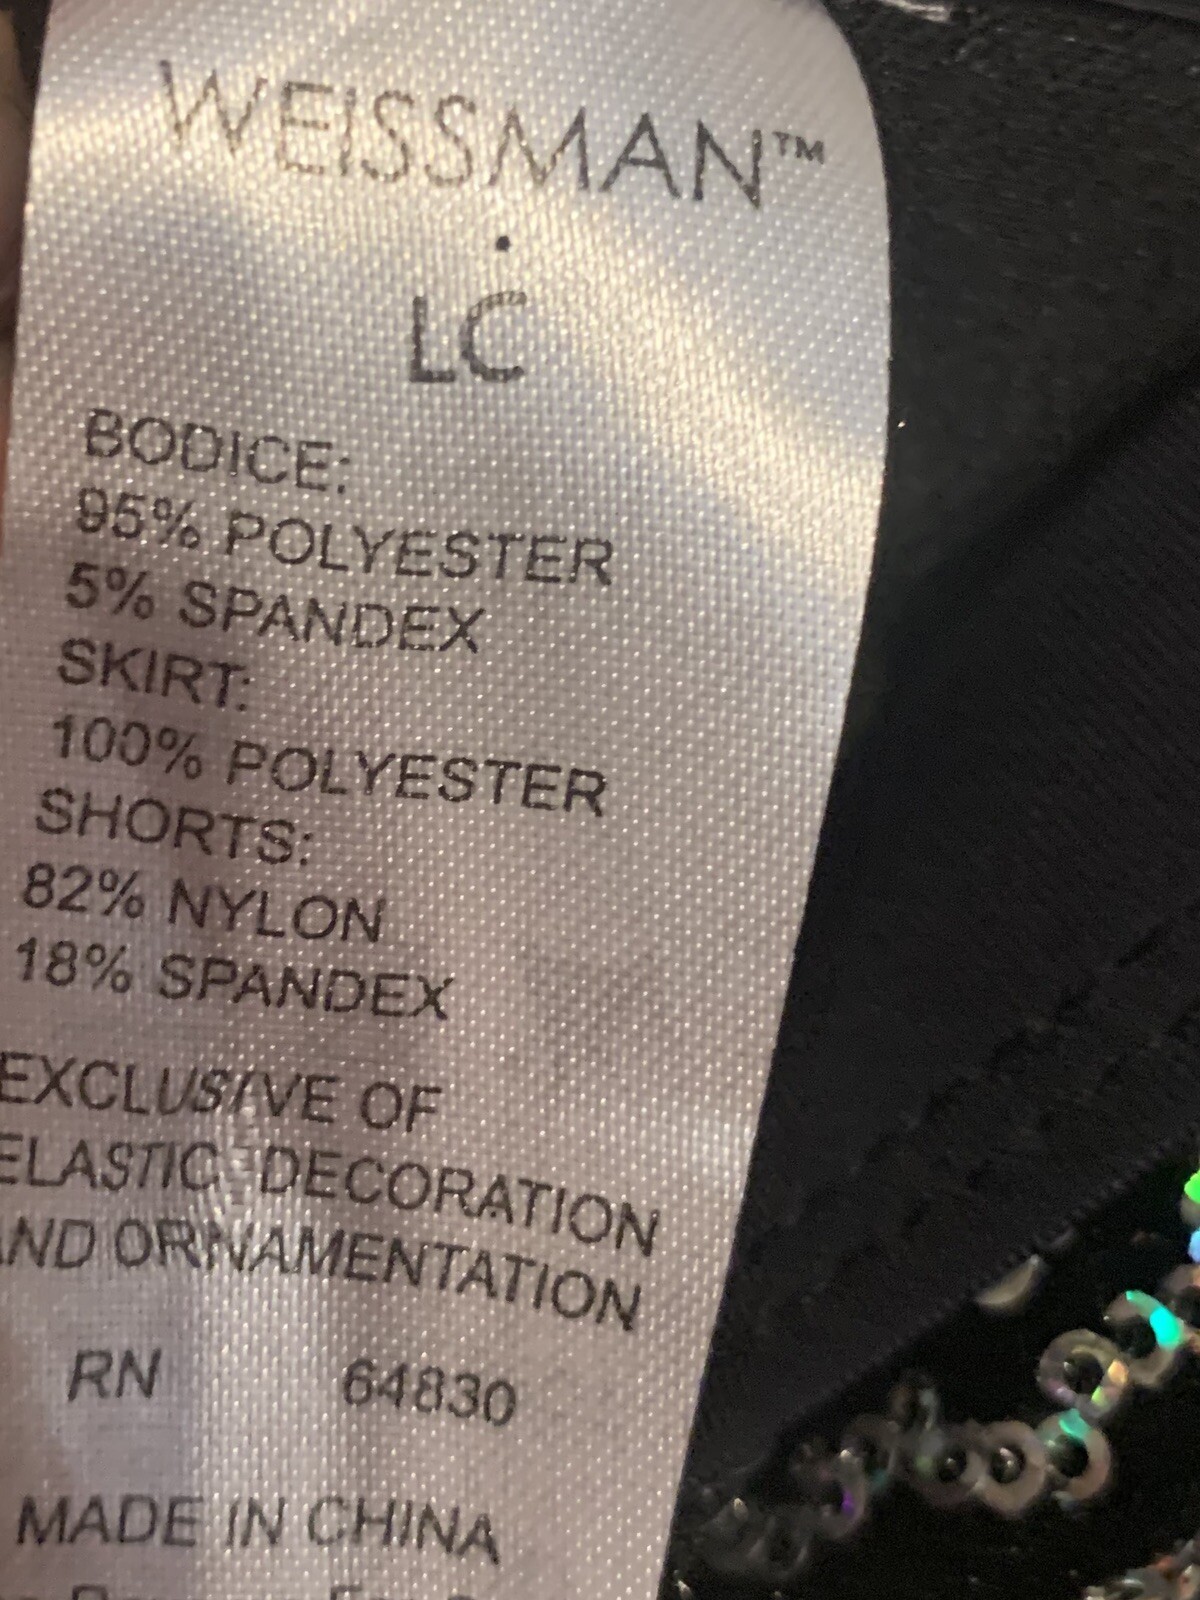 WEISSMAN™
.
LC
BODICE:
95% POLYESTER
5% SPANDEX
SKIRT:
100% POLYESTER
SHORTS:
82% NYLON
18% SPANDEX
EXCLUSIVE OF
ELASTIC, DECORATION
AND ORNAMENTATION
RN 64830
MADE IN CHINA